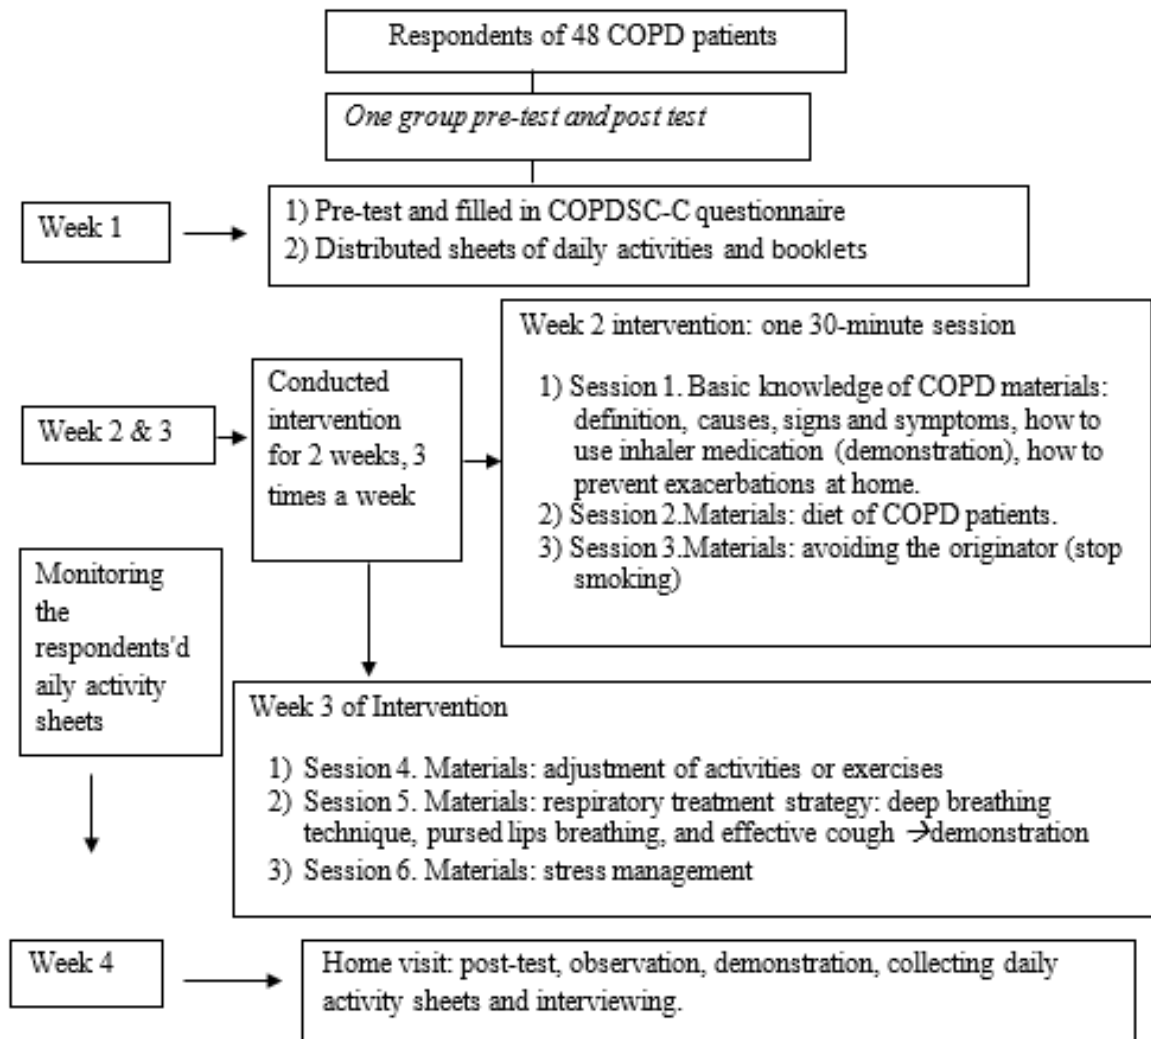 Respondents of 48 COPD patients
One group pre-test and post test
Week 1
1) Pre-test and filled in COPDSC-C questionnaire
2) Distributed sheets of daily activities and booklets
Week 2 & 3
Conducted
intervention
for 2 weeks, 3
times a week
Week 2 intervention: one 30-minute session
1) Session 1. Basic knowledge of COPD materials:
definition, causes, signs and symptoms, how to
use inhaler medication (demonstration), how to
prevent exacerbations at home.
2) Session 2.Materials: diet of COPD patients.
3) Session 3.Materials: avoiding the originator (stop
smoking)
Monitoring
the
respondents'd
aily activity
sheets
Week 3 of Intervention
1) Session 4. Materials: adjustment of activities or exercises
2) Session 5. Materials: respiratory treatment strategy: deep breathing
technique, pursed lips breathing, and effective cough →demonstration
3) Session 6. Materials: stress management
Week 4
Home visit: post-test, observation, demonstration, collecting daily
activity sheets and interviewing.